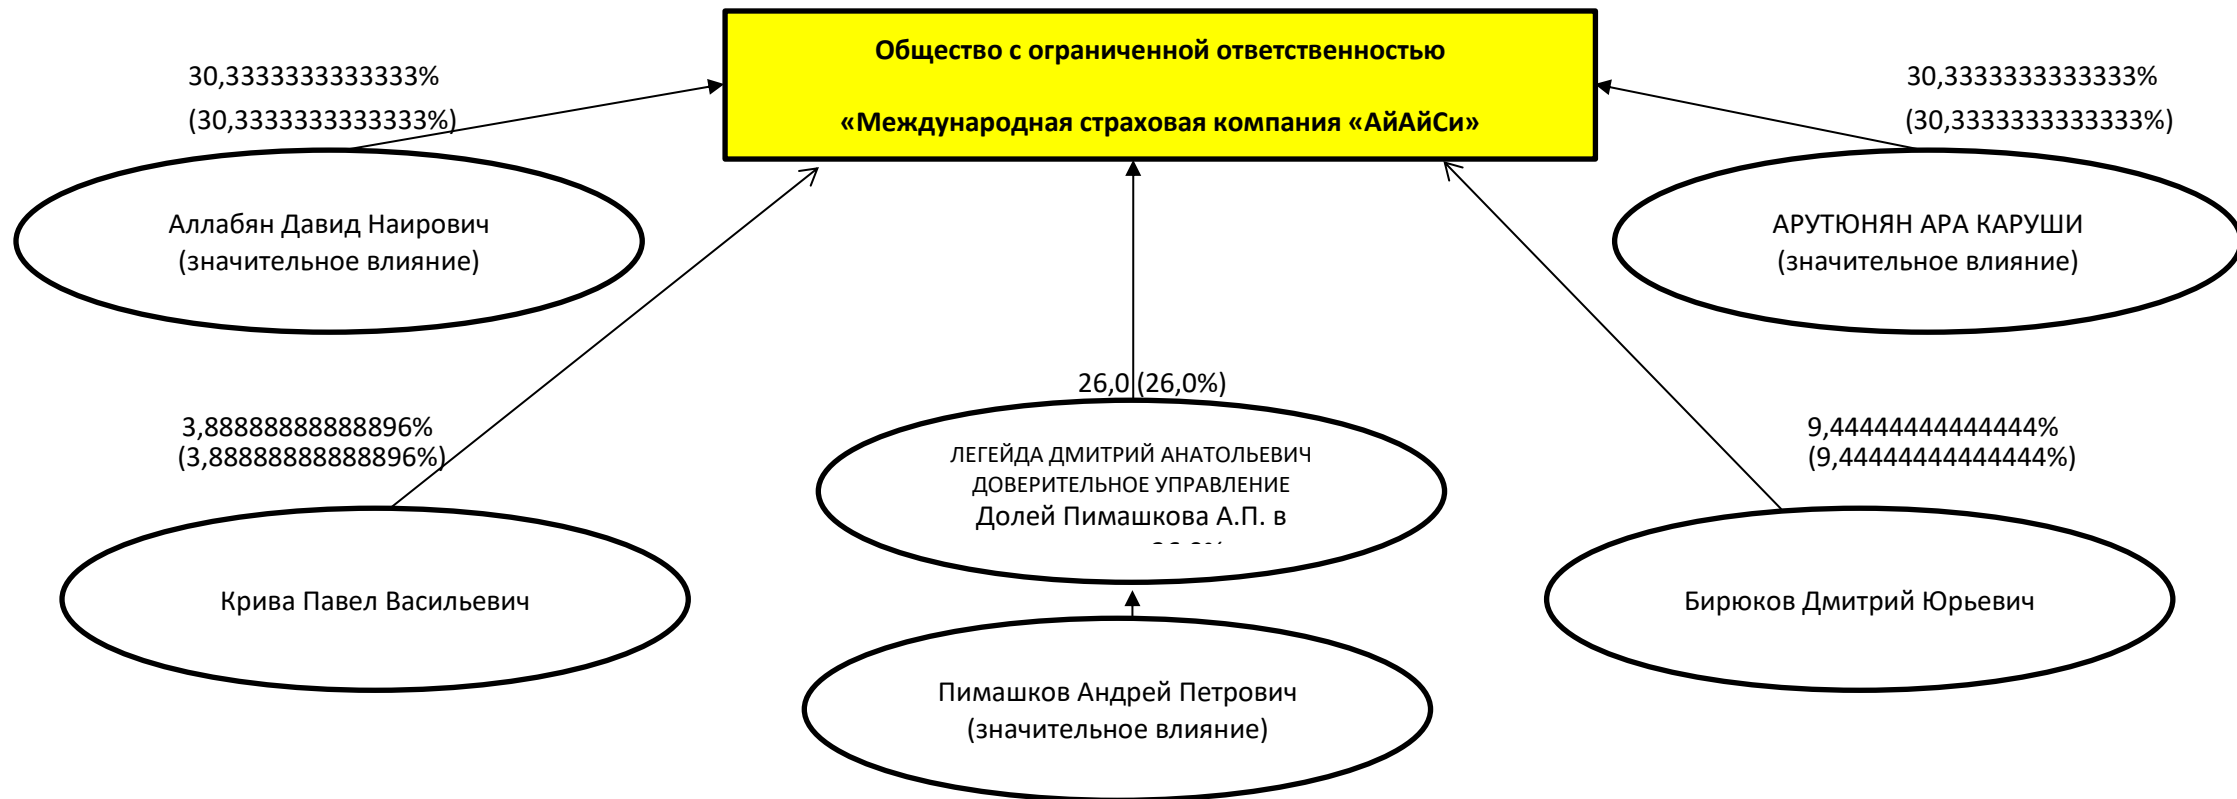 Общество с ограниченной ответственностью
«Международная страховая компания «АйАйСи»
30,3333333333333%
(30,3333333333333%)
30,3333333333333%
(30,3333333333333%)
Аллабян Давид Наирович
(значительное влияние)
АРУТЮНЯН АРА КАРУШИ
(значительное влияние)
26,0 (26,0%)
3,88888888888896%
(3,88888888888896%)
9,44444444444444%
(9,44444444444444%)
ЛЕГЕЙДА ДМИТРИЙ АНАТОЛЬЕВИЧ
ДОВЕРИТЕЛЬНОЕ УПРАВЛЕНИЕ
Долей Пимашкова А.П. в
Крива Павел Васильевич
Бирюков Дмитрий Юрьевич
Пимашков Андрей Петрович
(значительное влияние)